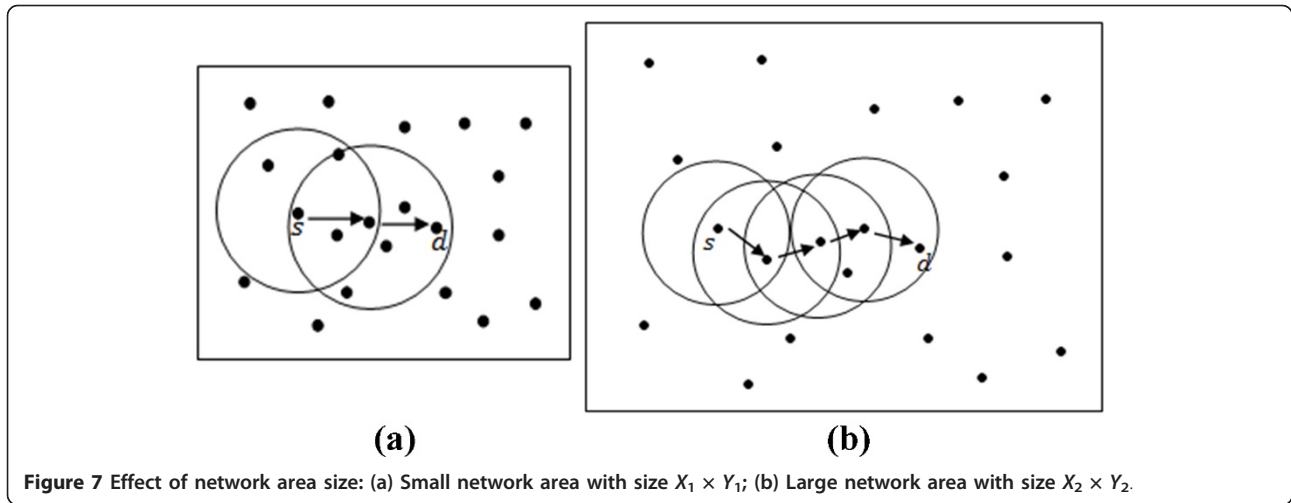 s
d
s
d
(a)
(b)
Figure 7 Effect of network area size: (a) Small network area with size X₁ × Y₁; (b) Large network area with size X₂ × Y₂.